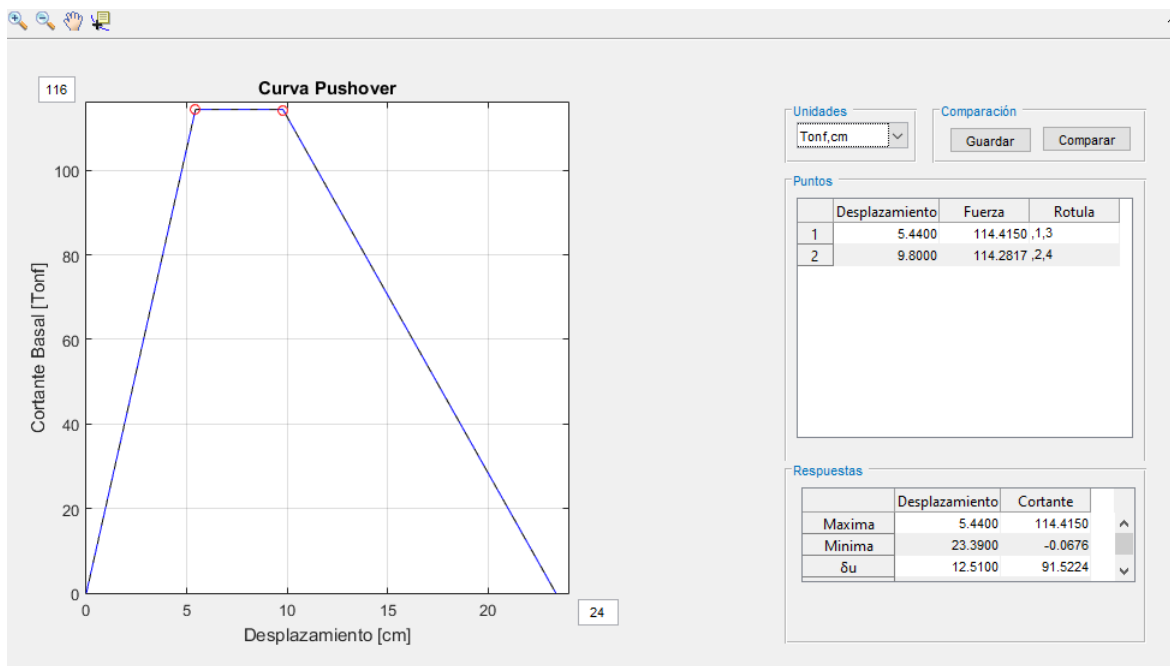 116
Curva Pushover
Cortante Basal [Tonf]
100
80
60
40
20
0
0 5 10 15 20
24
Desplazamiento [cm]
Unidades
Tonf,cm
Comparación
Guardar Comparar
Puntos
Desplazamiento Fuerza Rotula
1 5.4400 114.4150 ,1,3
2 9.8000 114.2817 ,2,4
Respuestas
Desplazamiento Cortante
Maxima 5.4400 114.4150
Minima 23.3900 -0.0676
δu 12.5100 91.5224